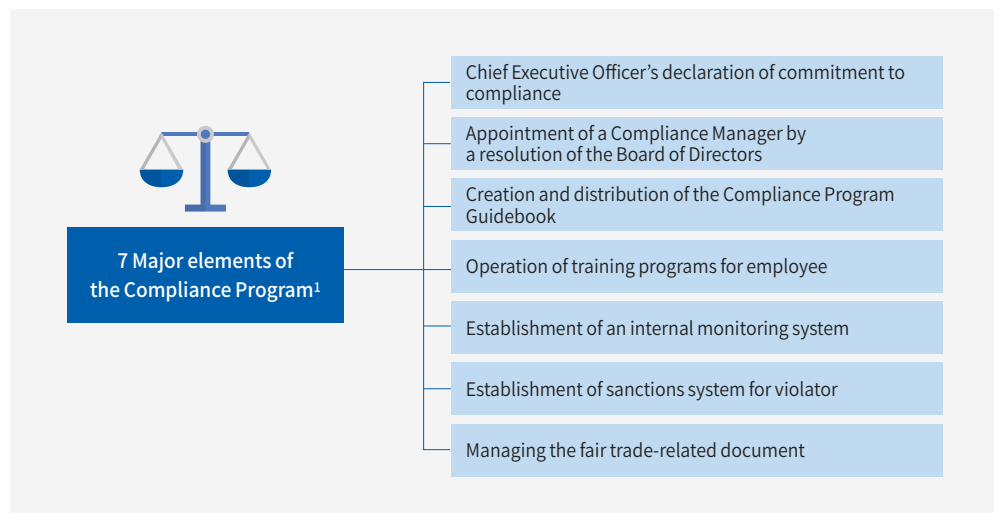 7 Major elements of
the Compliance Program¹
Chief Executive Officer’s declaration of commitment to
compliance
Appointment of a Compliance Manager by
a resolution of the Board of Directors
Creation and distribution of the Compliance Program
Guidebook
Operation of training programs for employee
Establishment of an internal monitoring system
Establishment of sanctions system for violator
Managing the fair trade-related document